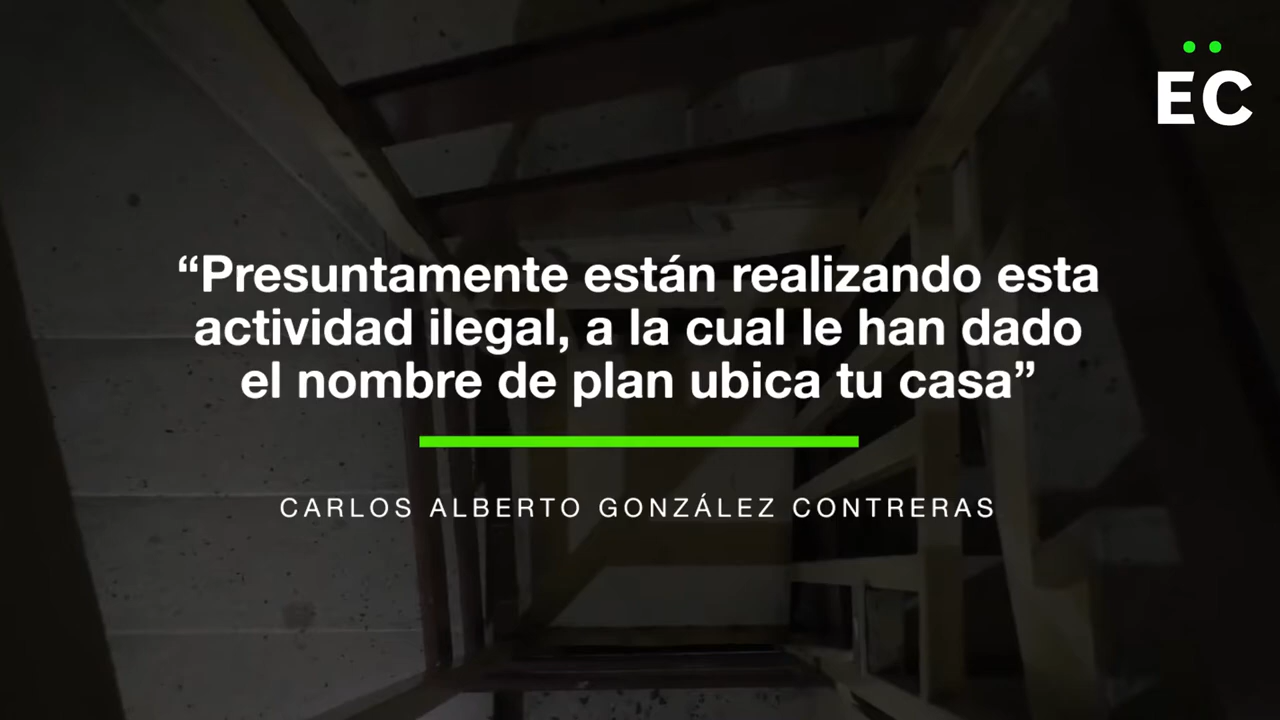 ËC
“Presuntamente están realizando esta
actividad ilegal, a la cual le han dado
el nombre de plan ubica tu casa”
CARLOS ALBERTO GONZÁLEZ CONTRERAS